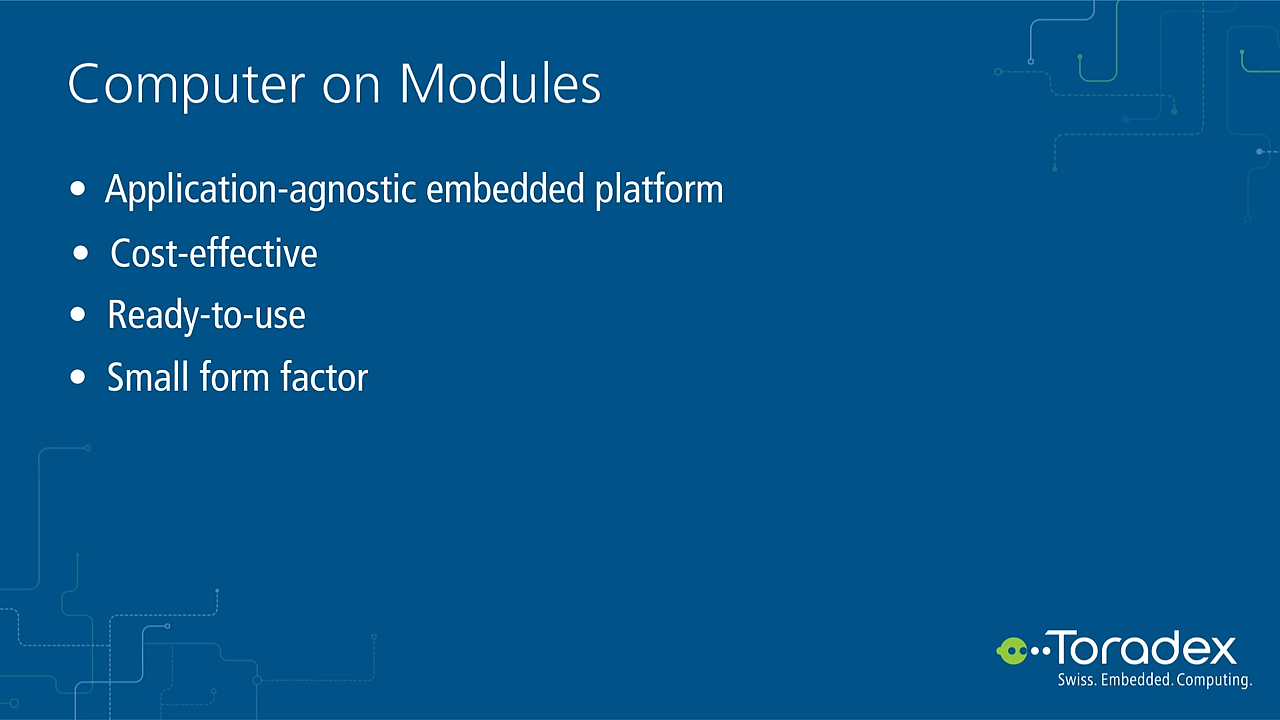 Computer on Modules
• Application-agnostic embedded platform
• Cost-effective
• Ready-to-use
• Small form factor
Toradex
Swiss. Embedded. Computing.